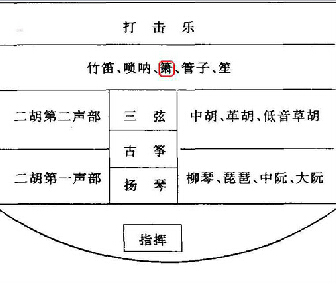 打击乐
竹笛、唢呐、箫、管子、笙
二胡第二声部 三弦 中胡、革胡、低音革胡
古筝
二胡第一声部 扬琴 柳琴、琵琶、中阮、大阮
指挥